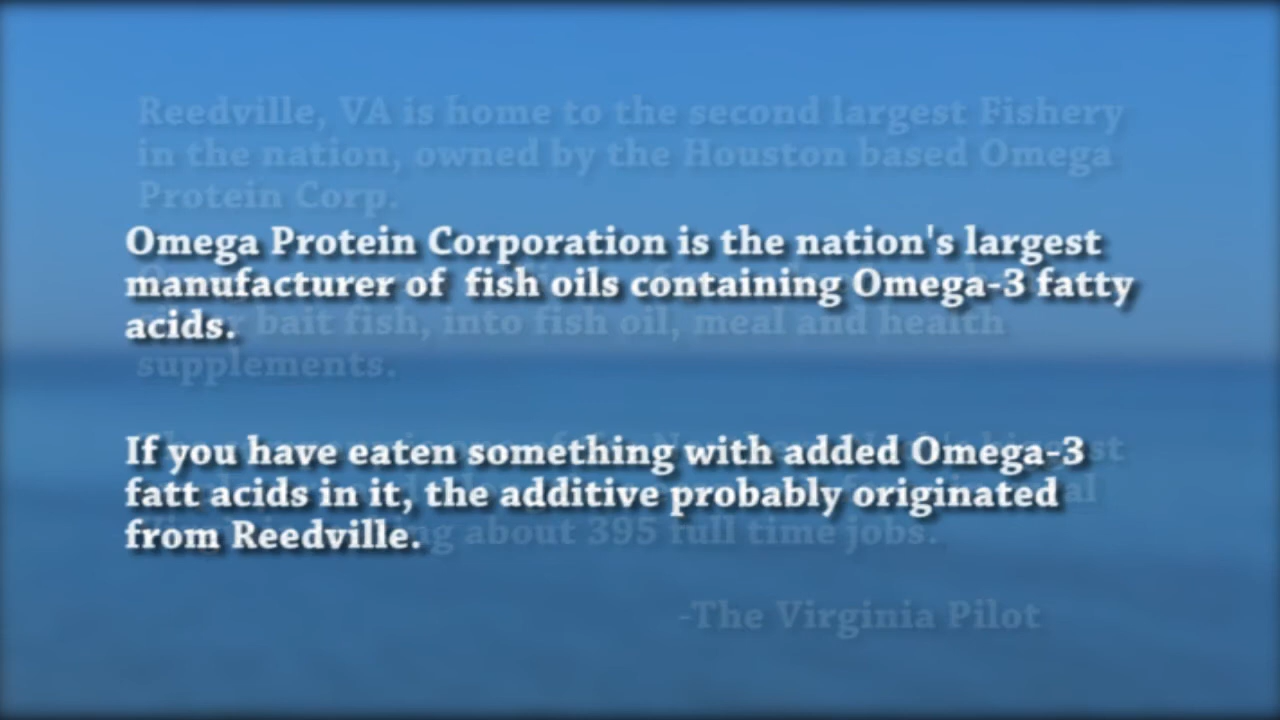 Reedville, VA is home to the second largest Fishery
in the nation, owned by the Houston based Omega
Protein Corp.
Omega Protein Corporation is the nation's largest
manufacturer of fish oils containing Omega-3 fatty
acids.
bait fish, into fish oil, meal and health
supplements.
If you have eaten something with added Omega-3
fatt acids in it, the additive probably originated
from Reedville.
about 395 full time jobs.
-The Virginia Pilot